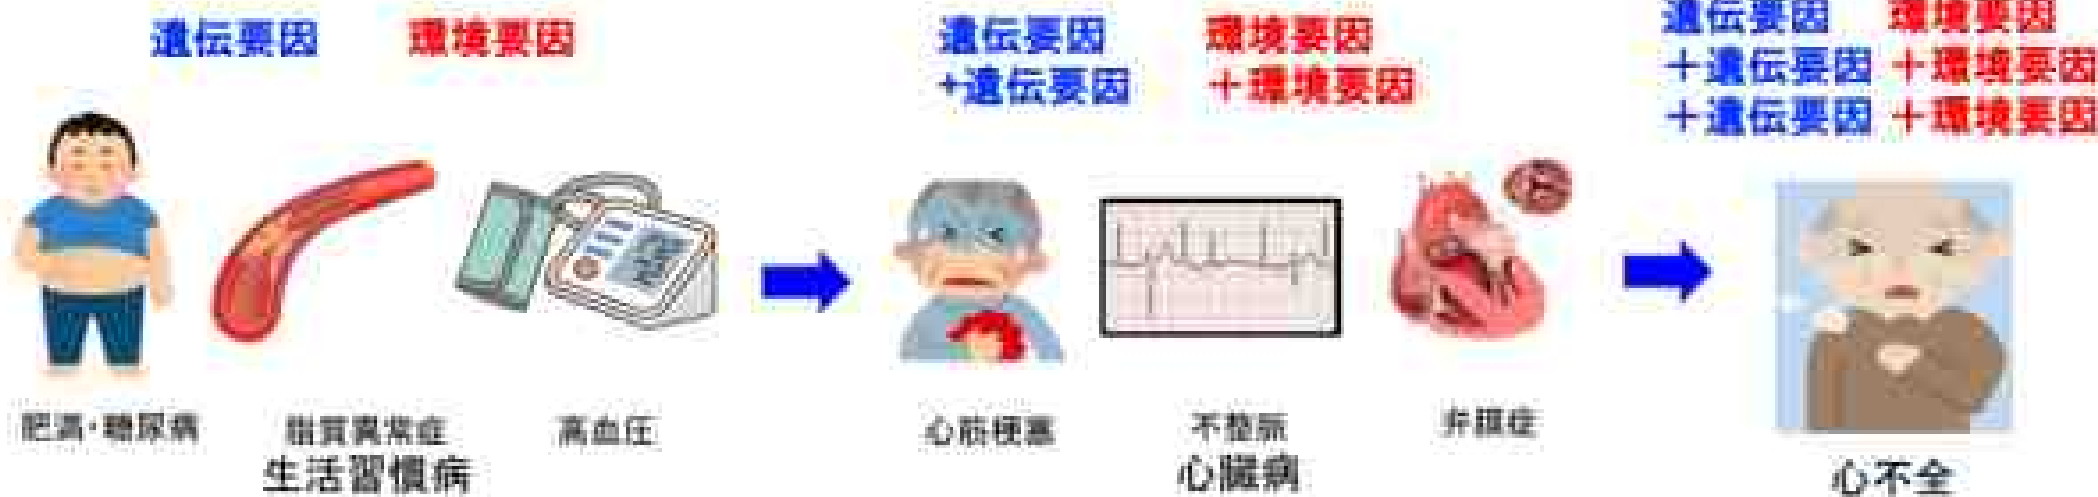 遺伝要因 環境要因
遺伝要因 環境要因
+遺伝要因 +環境要因
遺伝要因 環境要因
+遺伝要因 +環境要因
+遺伝要因 +環境要因
肥満・糖尿病 脂質異常症 高血圧
生活習慣病
心筋梗塞 不整脈 弁膜症
心臓病
心不全